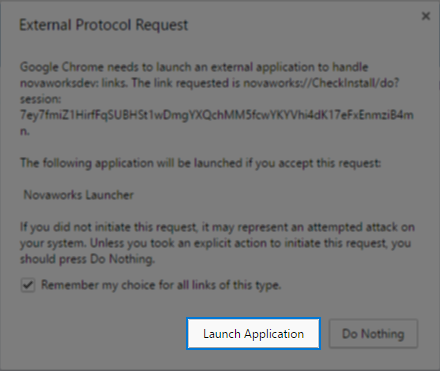 External Protocol Request
Google Chrome needs to launch an external application to handle
novaworksdev: links. The link requested is novaworks://CheckInstall/do?
session:
7ey7fmiZ1HirfFqSUBHSt1wDmgYXQchMM5fcwYKYVhi4dK17eFxEnmziB4m
n.
The following application will be launched if you accept this request:
Novaworks Launcher
If you did not initiate this request, it may represent an attempted attack on
your system. Unless you took an explicit action to initiate this request, you
should press Do Nothing.
Remember my choice for all links of this type.
Launch Application Do Nothing